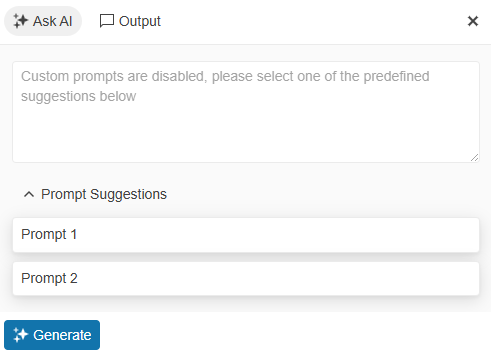 Ask AI
Output
Custom prompts are disabled, please select one of the predefined
suggestions below
Prompt Suggestions
Prompt 1
Prompt 2
Generate